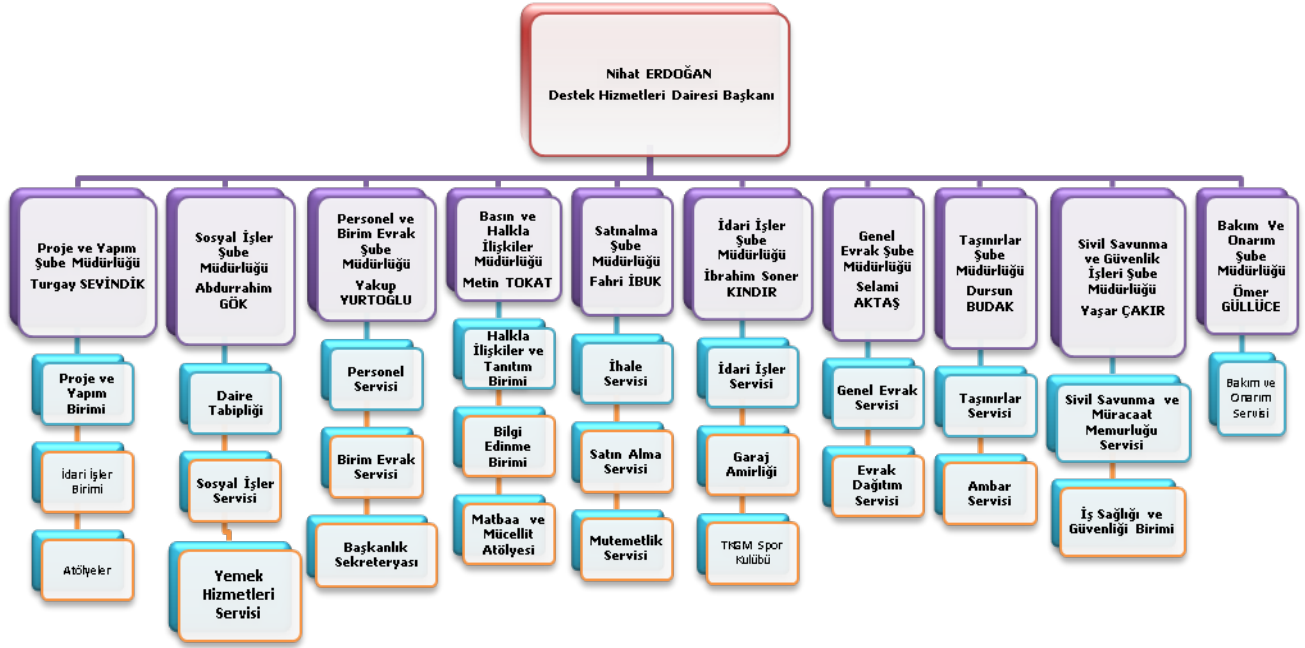 Nihat ERDOĞAN
Destek Hizmetleri Dairesi Başkanı
Proje ve Yapım
Şube Müdürlüğü
Turgay SEVİNDİK
Proje ve
Yapım
Birimi
İdari İşler
Birimi
Atölyeler
Sosyal İşler
Şube
Müdürlüğü
Abdurrahim
GÖK
Daire
Tabipliği
Sosyal İşler
Servisi
Yemek
Hizmetleri
Servisi
Personel ve
Birim Evrak
Şube
Müdürlüğü
Yakup
YURTOĞLU
Personel
Servisi
Birim Evrak
Servisi
Başkanlık
Sekreteryası
Basın ve
Halkla
İlişkiler
Müdürlüğü
Metin TOKAT
Halkla
İlişkiler ve
Tanıtım
Birimi
Bilgi
Edinme
Birimi
Matbaa ve
Mücellit
Atölyesi
Satınalma
Şube
Müdürlüğü
Fahri İBUK
İhale
Servisi
Satın Alma
Servisi
Mutemetlik
Servisi
İdari İşler
Şube
Müdürlüğü
İbrahim Soner
KINDIR
İdari İşler
Servisi
Garaj
Amirliği
TKGM Spor
Kulübü
Genel
Evrak Şube
Müdürlüğü
Selami
AKTAŞ
Genel Evrak
Servisi
Evrak
Dağıtım
Servisi
Taşınırlar
Şube
Müdürlüğü
Dursun
BUDAK
Taşınırlar
Servisi
Ambar
Servisi
Sivil Savunma
ve Güvenlik
İşleri Şube
Müdürlüğü
Yaşar ÇAKIR
Sivil Savunma ve
Müracaat
Memurluğu
Servisi
İş Sağlığı ve
Güvenliği Birimi
Bakım Ve
Onarım
Şube
Müdürlüğü
Ömer
GÜLLÜCE
Bakım ve
Onarım
Servisi